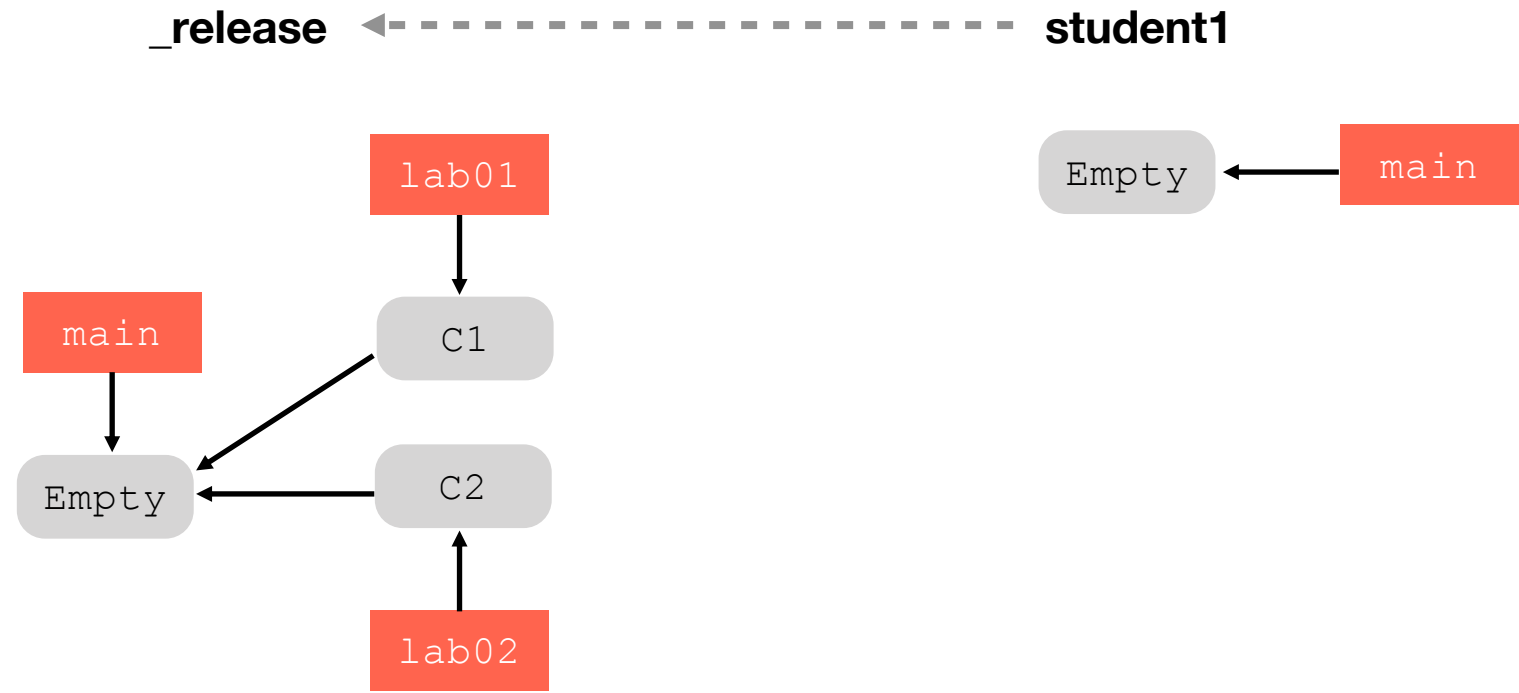 _release
student1
lab01
Empty
main
main
C1
C2
Empty
lab02